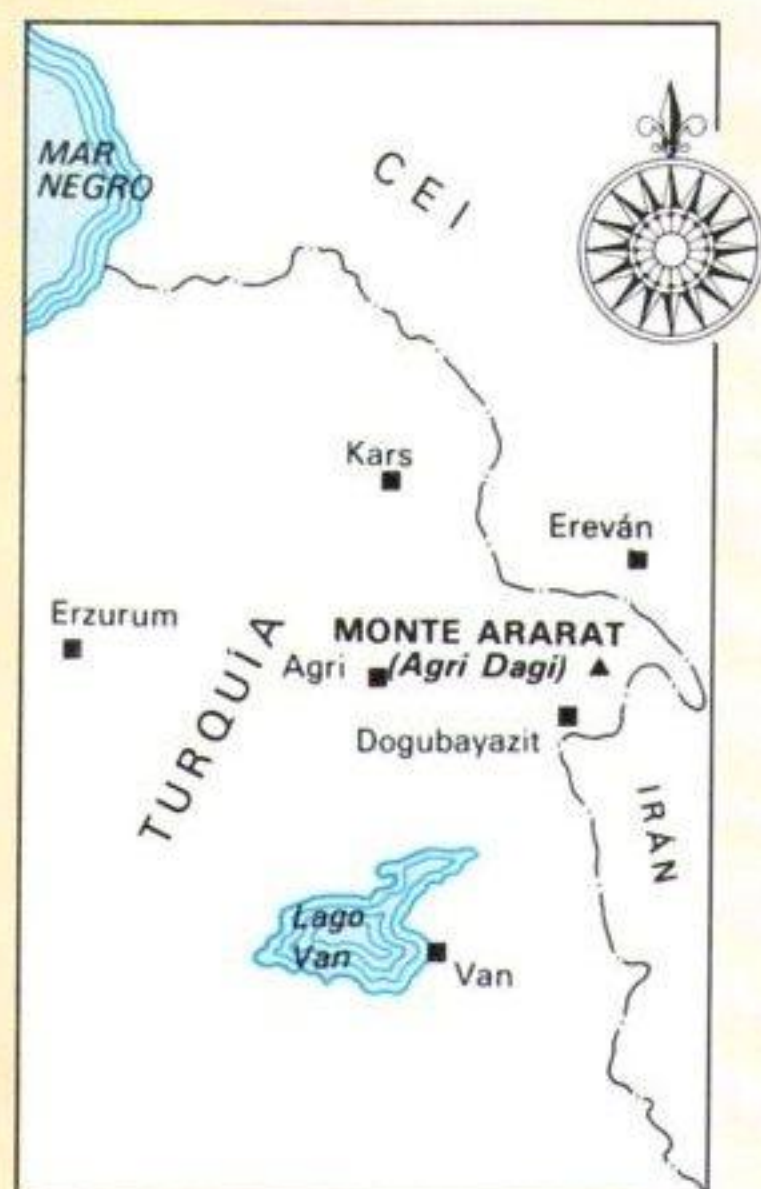 MAR
NEGRO
CEI
Kars
Ereván
Erzurum
MONTE ARARAT
Agri (Agri Dagi)
TURQUÍA
Dogubayazit
IRÁN
Lago
Van
Van